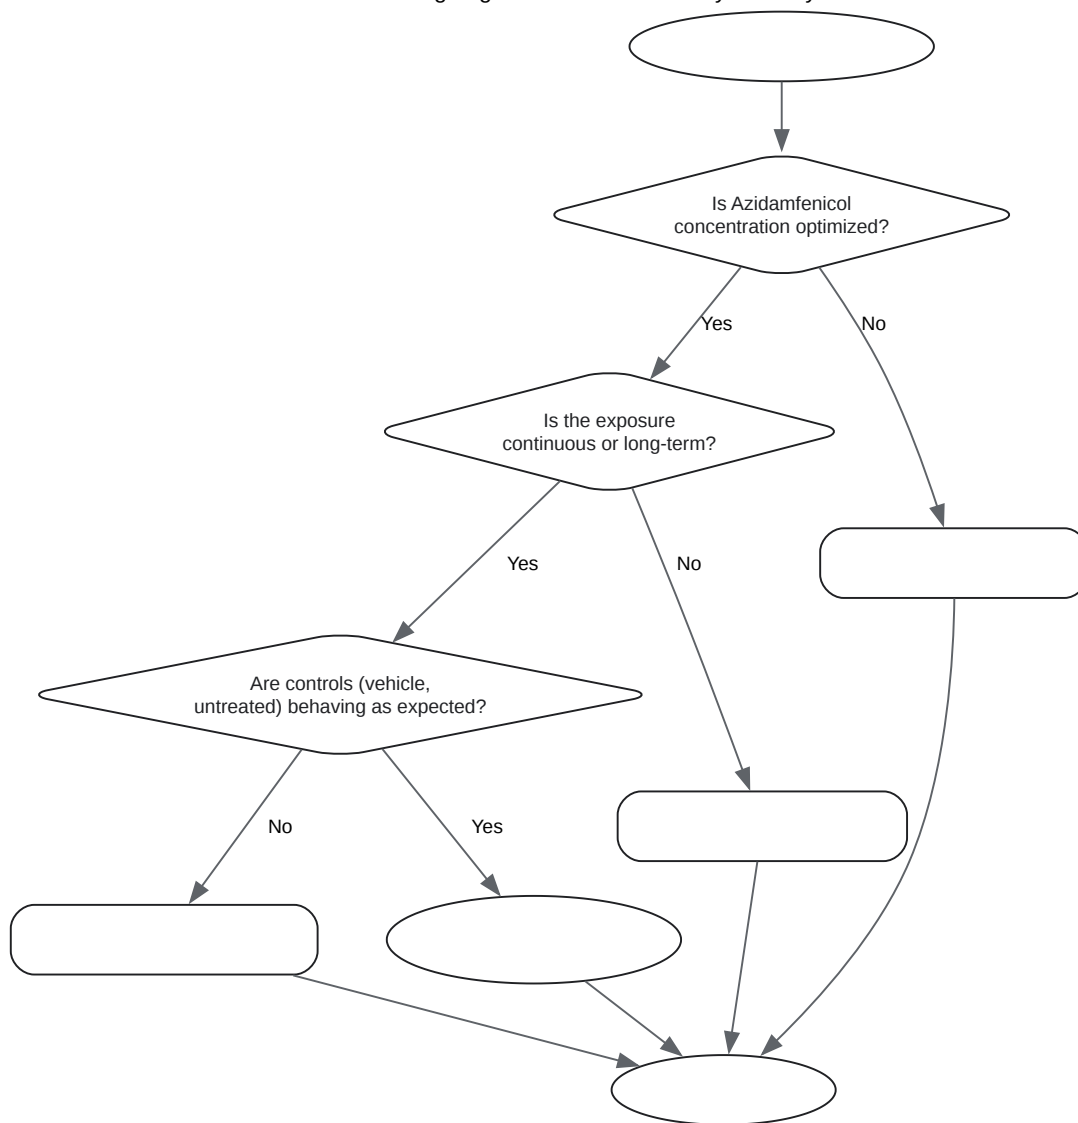 Is Azidamfenicol
concentration optimized?
Yes
No
Is the exposure
continuous or long-term?
Yes
No
Are controls (vehicle,
untreated) behaving as expected?
No
Yes